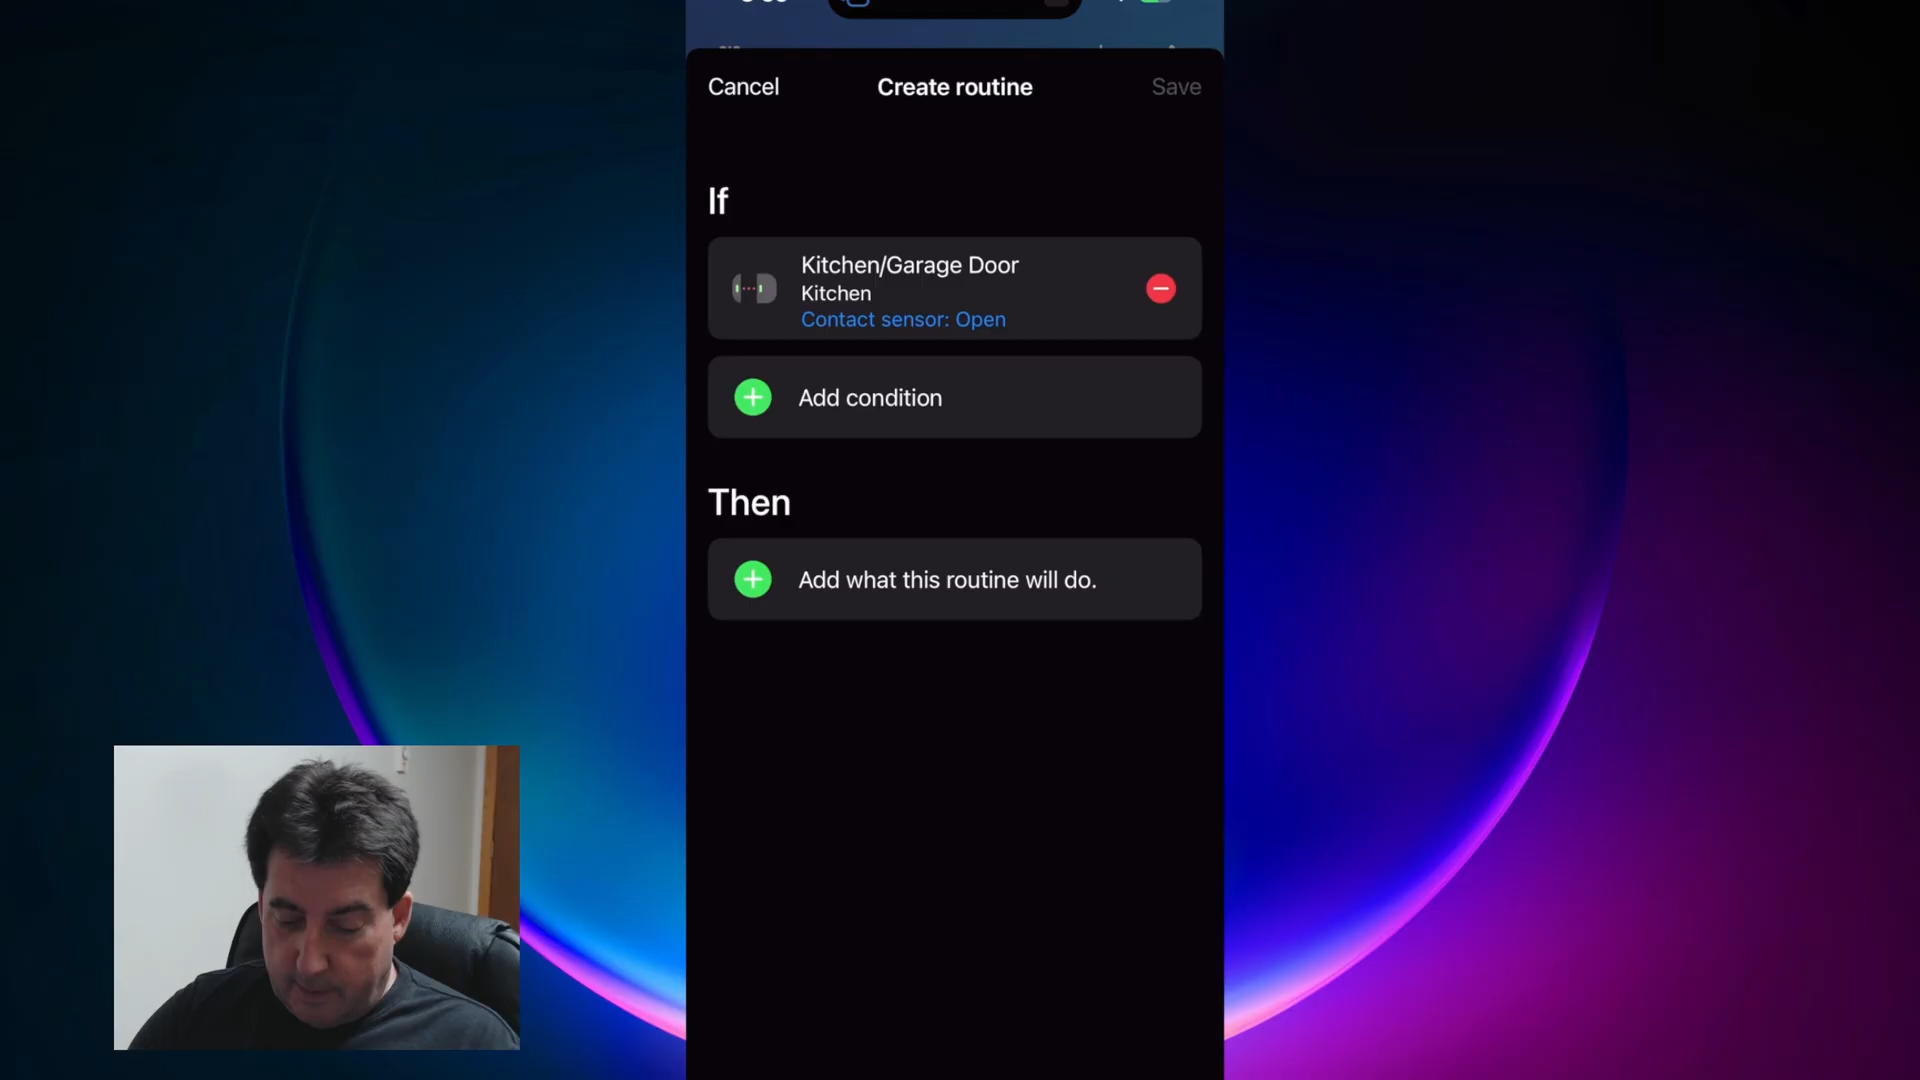 Cancel
Create routine
Save
If
Kitchen/Garage Door
Kitchen
Contact sensor: Open
Add condition
Then
Add what this routine will do.